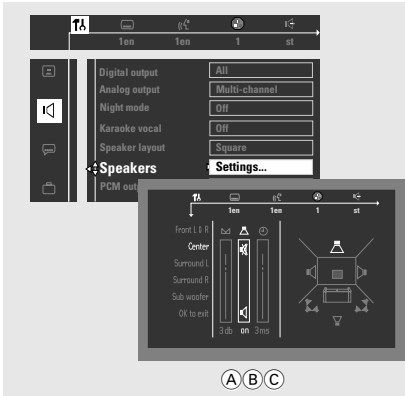 1en 1en 1 st
Digital output All
Analog output Multi-channel
Night mode Off
Karaoke vocal Off
Speaker layout Square
Speakers Settings...
PCM out
1en 1en 1 st
Front L & R
Center
Surround L
Surround R
Sub woofer
OK to exit
3db on 3ms
A B C